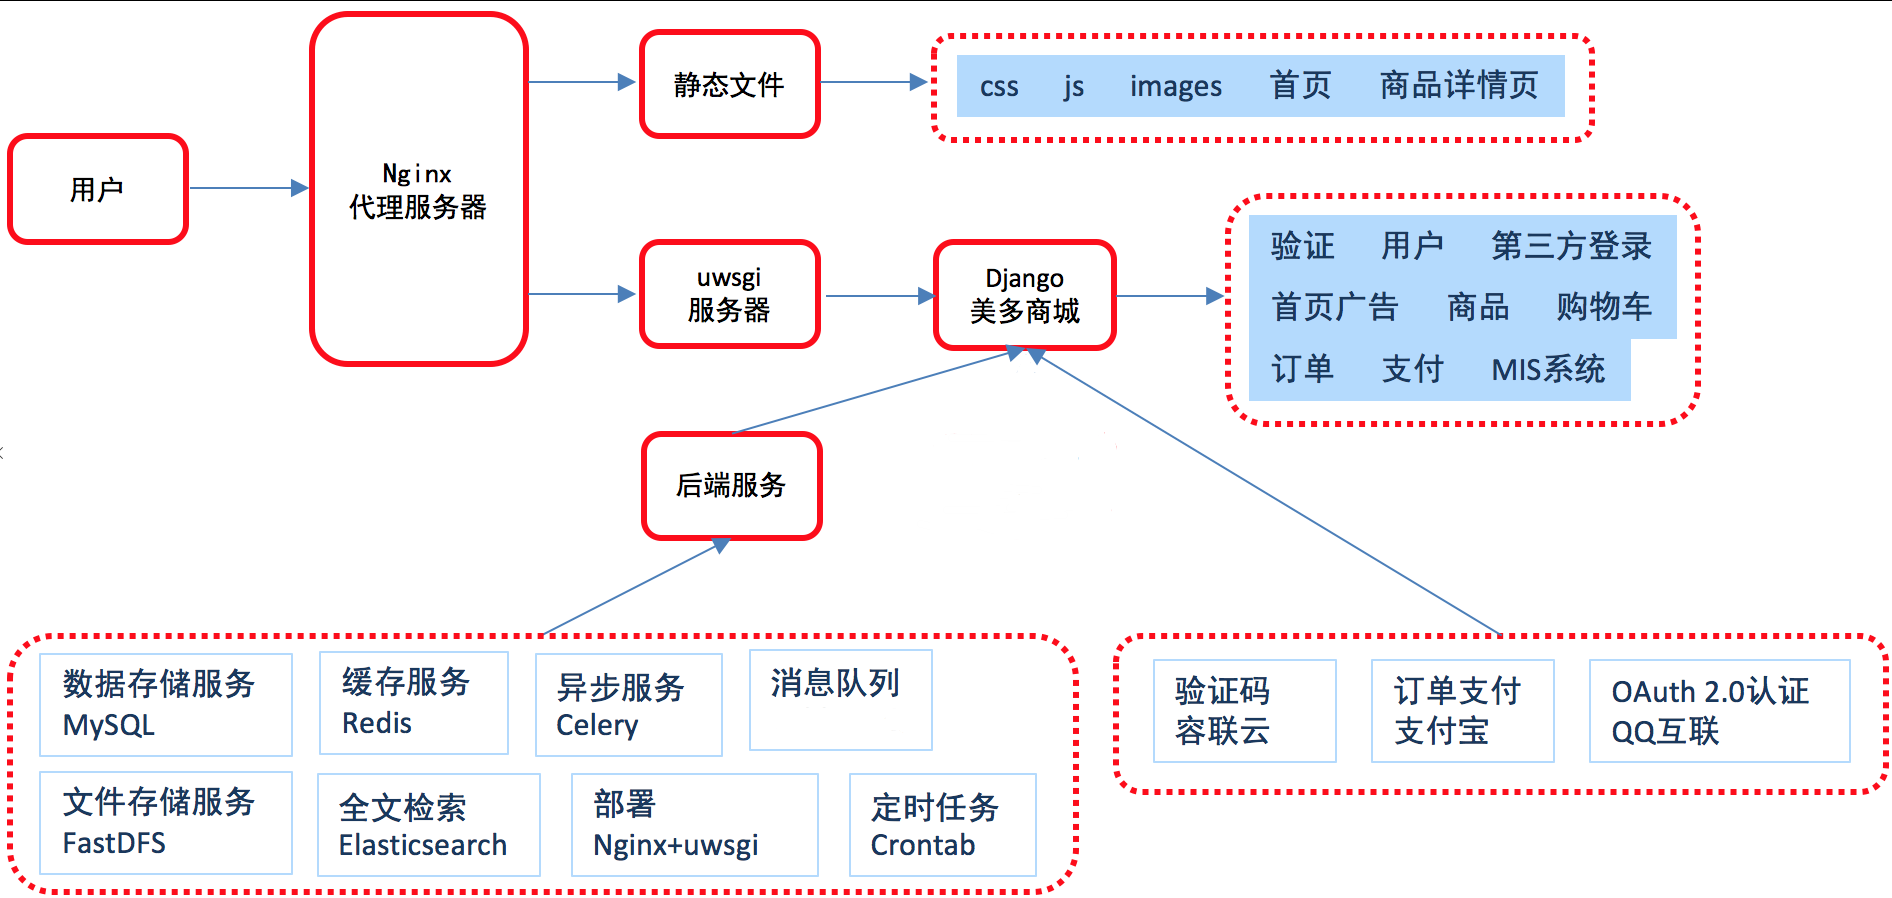 用户
Nginx
代理服务器
静态文件
css js images 首页 商品详情页
uwsgi
服务器
Django
美多商城
验证 用户 第三方登录
首页广告 商品 购物车
订单 支付 MIS系统
后端服务
数据存储服务
MySQL
缓存服务
Redis
异步服务
Celery
消息队列
文件存储服务
FastDFS
全文检索
Elasticsearch
部署
Nginx+uwsgi
定时任务
Crontab
验证码
容联云
订单支付
支付宝
OAuth 2.0认证
QQ互联